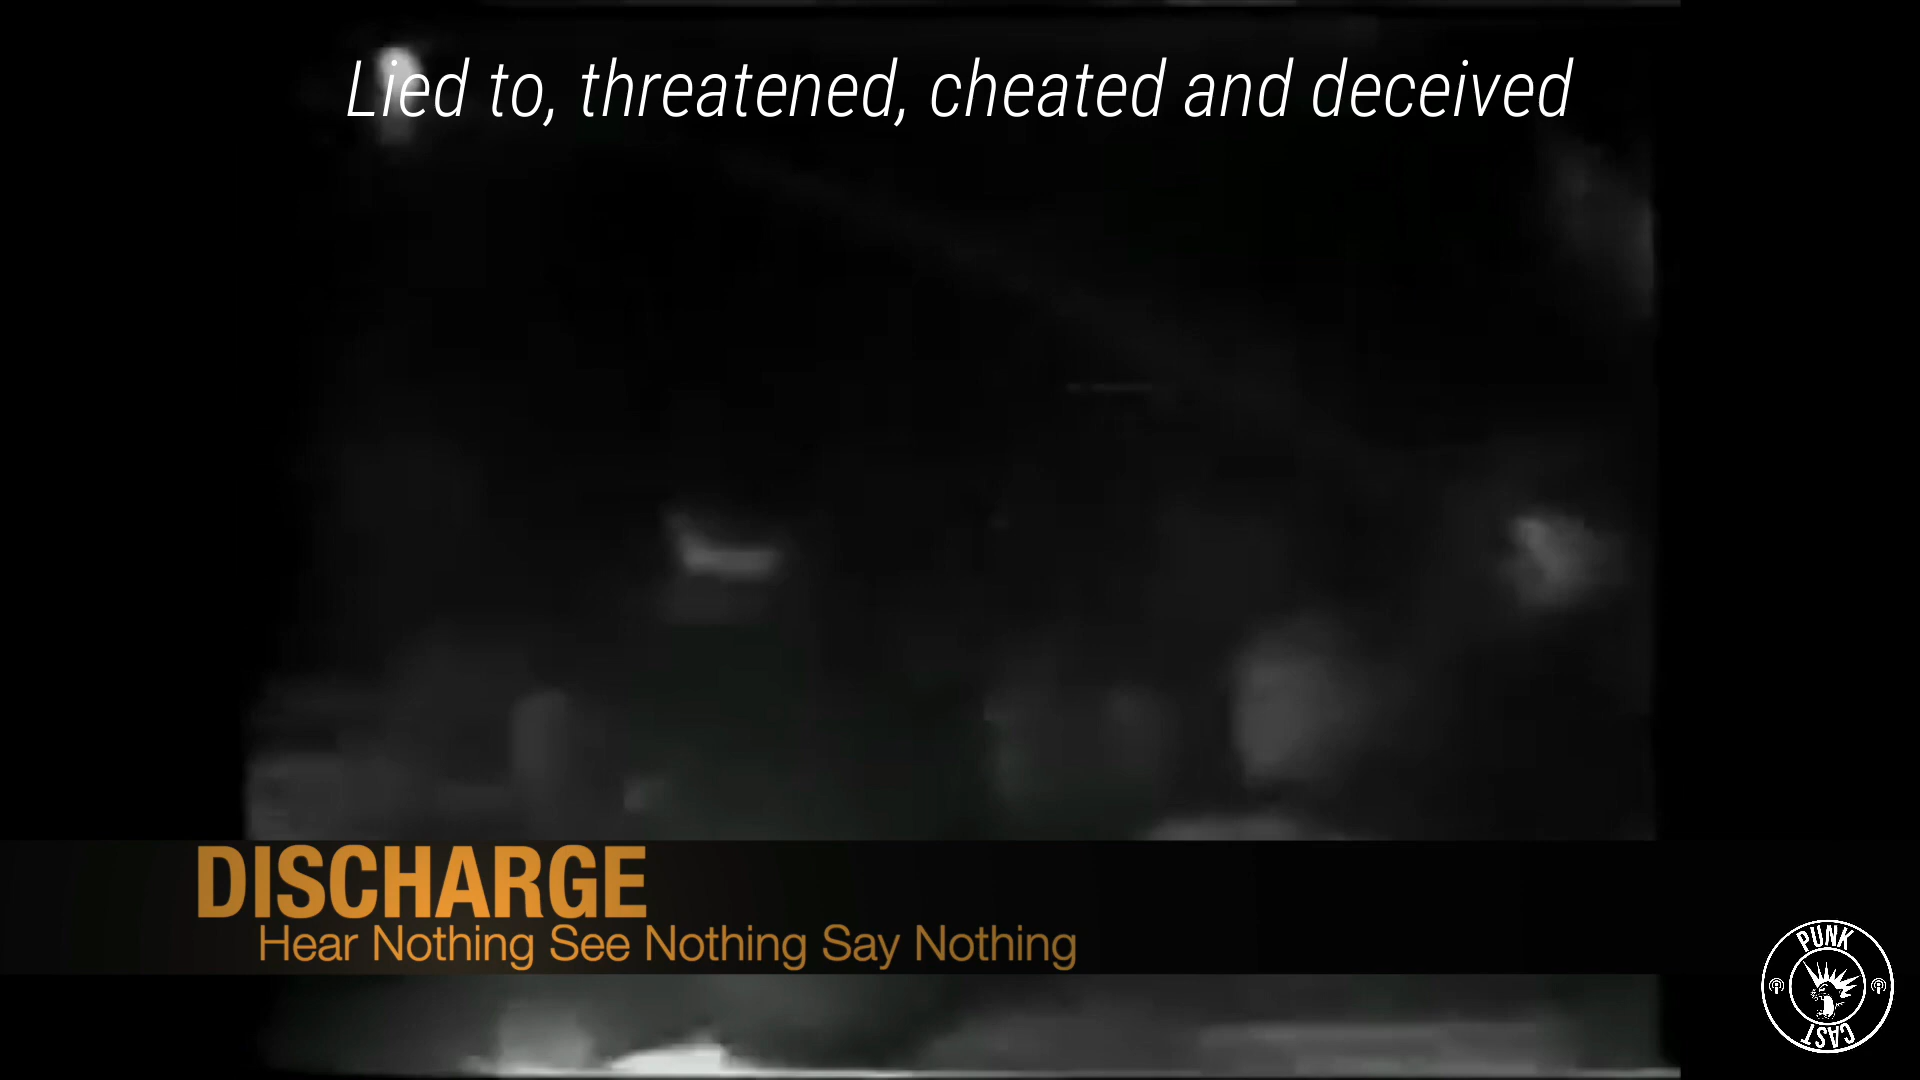 Lied to, threatened, cheated and deceived
DISCHARGE
Hear Nothing See Nothing Say Nothing
PUNK
CAST